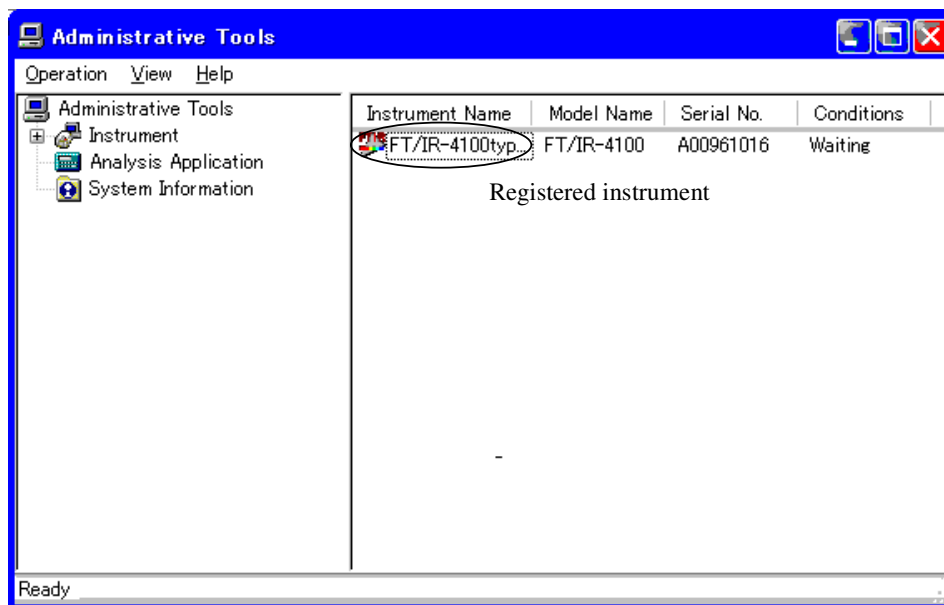 Administrative Tools
Operation View Help
Administrative Tools
Instrument
Analysis Application
System Information
Instrument Name Model Name Serial No. Conditions
FT/IR-4100typ... FT/IR-4100 A00961016 Waiting
Registered instrument
-
Ready